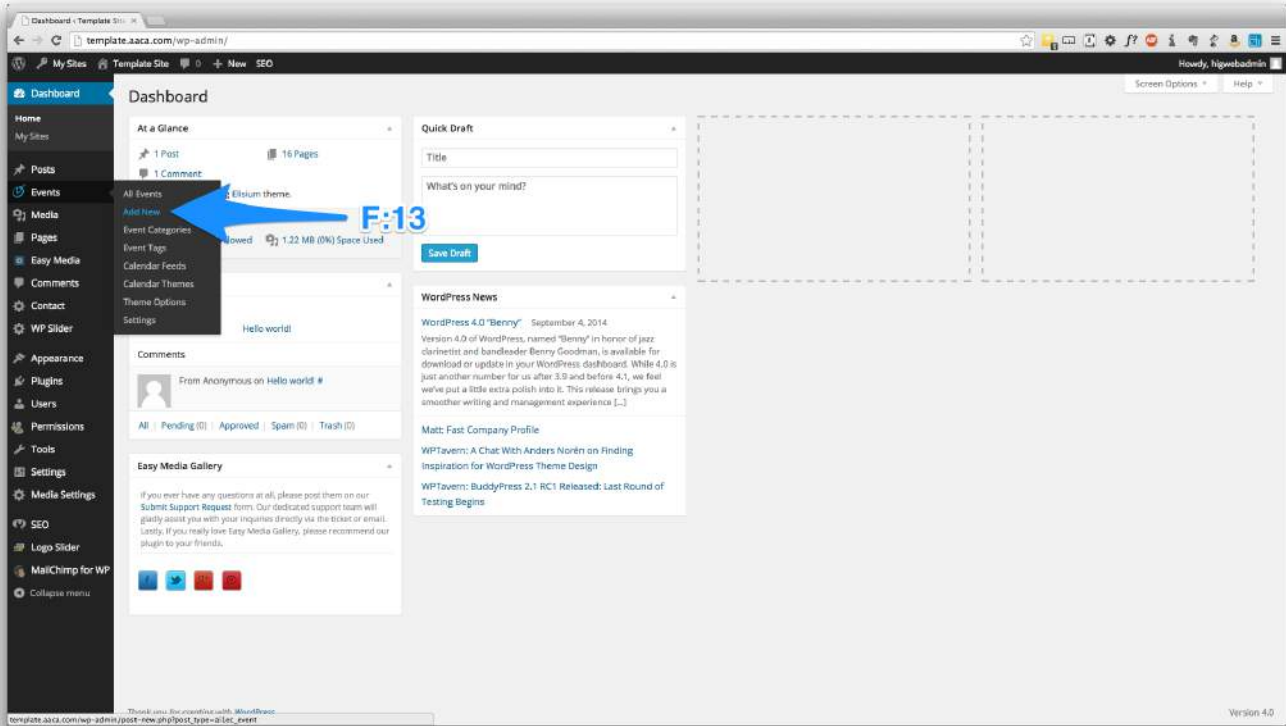 Dashboard ‹ Template Sit
template.aaca.com/wp-admin/
My Sites Template Site 0 + New SEO
Howdy, higwebadmin
Screen Options Help
Dashboard
Home
My Sites
Posts
Events
Media
Pages
Easy Media
Comments
Contact
WP Slider
Appearance
Plugins
Users
Permissions
Tools
Settings
Media Settings
SEO
Logo Slider
MailChimp for WP
Collapse menu
All Events
Add New
Event Categories
Event Tags
Calendar Feeds
Calendar Themes
Theme Options
Settings
F:13
Dashboard
At a Glance
1 Post 16 Pages
1 Comment
Elisium theme.
1.22 MB (0%) Space Used
Hello world!
Comments
From Anonymous on Hello world! #
All | Pending (0) | Approved | Spam (0) | Trash (0)
Easy Media Gallery
If you ever have any questions at all, please post them on our
Submit Support Request form. Our dedicated support team will
gladly assist you with your inquiries directly via the ticket or email.
Lastly, if you really love Easy Media Gallery, please recommend our
plugin to your friends.
Quick Draft
Title
What's on your mind?
Save Draft
WordPress News
WordPress 4.0 "Benny" September 4, 2014
Version 4.0 of WordPress, named "Benny" in honor of jazz
clarinetist and bandleader Benny Goodman, is available for
download or update in your WordPress dashboard. While 4.0 is
just another number for us after 3.9 and before 4.1, we feel
we've put a little extra polish into it. This release brings you a
smoother writing and management experience […]
Matt: Fast Company Profile
WPTavern: A Chat With Anders Norén on Finding
Inspiration for WordPress Theme Design
WPTavern: BuddyPress 2.1 RC1 Released: Last Round of
Testing Begins
Thank you for creating with WordPress
Version 4.0
template.aaca.com/wp-admin/post-new.php?post_type=ai1ec_event